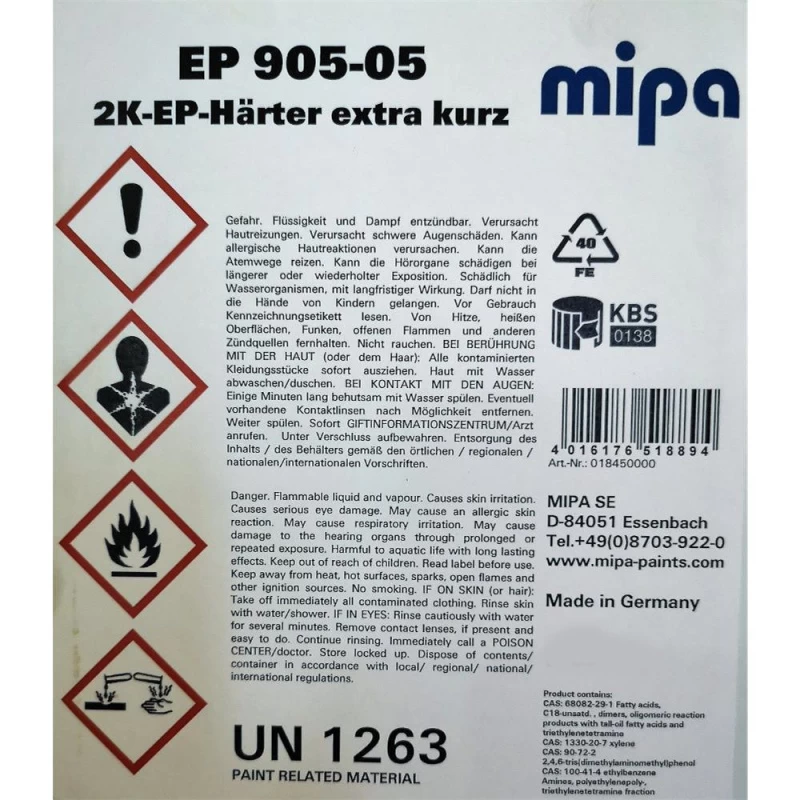 EP 905-05
2K-EP-Härter extra kurz
mipa
Gefahr. Flüssigkeit und Dampf entzündbar. Verursacht
Hautreizungen. Verursacht schwere Augenschäden. Kann
allergische Hautreaktionen verursachen. Kann die
Atemwege reizen. Kann die Hörorgane schädigen bei
längerer oder wiederholter Exposition. Schädlich für
Wasserorganismen, mit langfristiger Wirkung. Darf nicht in
die Hände von Kindern gelangen. Vor Gebrauch
Kennzeichnungsetikett lesen. Von Hitze, heißen
Oberflächen, Funken, offenen Flammen und anderen
Zündquellen fernhalten. Nicht rauchen. BEI BERÜHRUNG
MIT DER HAUT (oder dem Haar): Alle kontaminierten
Kleidungsstücke sofort ausziehen. Haut mit Wasser
abwaschen/duschen. BEI KONTAKT MIT DEN AUGEN:
Einige Minuten lang behutsam mit Wasser spülen. Eventuell
vorhandene Kontaktlinsen nach Möglichkeit entfernen.
Weiter spülen. Sofort GIFTINFORMATIONSZENTRUM/Arzt
anrufen. Unter Verschluss aufbewahren. Entsorgung des
Inhalts / des Behälters gemäß den örtlichen / regionalen /
nationalen/internationalen Vorschriften.
40
FE
KBS
0138
4 016176 518894
Art.-Nr.: 018450000
Danger. Flammable liquid and vapour. Causes skin irritation.
Causes serious eye damage. May cause an allergic skin
reaction. May cause respiratory irritation. May cause
damage to the hearing organs through prolonged or
repeated exposure. Harmful to aquatic life with long lasting
effects. Keep out of reach of children. Read label before use.
Keep away from heat, hot surfaces, sparks, open flames and
other ignition sources. No smoking. IF ON SKIN (or hair):
Take off immediately all contaminated clothing. Rinse skin
with water/shower. IF IN EYES: Rinse cautiously with water
for several minutes. Remove contact lenses, if present and
easy to do. Continue rinsing. Immediately call a POISON
CENTER/doctor. Store locked up. Dispose of contents/
container in accordance with local/ regional/ national/
international regulations.
MIPA SE
D-84051 Essenbach
Tel.+49(0)8703-922-0
www.mipa-paints.com
Made in Germany
UN 1263
PAINT RELATED MATERIAL
Product contains:
CAS: 68082-29-1 Fatty acids,
C18-unsatd. , dimers, oligomeric reaction
products with tall-oil fatty acids and
triethylenetetramine
CAS: 1330-20-7 xylene
CAS: 90-72-2
2,4,6-tris(dimethylaminomethyl)phenol
CAS: 100-41-4 ethylbenzene
Amines, polyethylenepoly-,
triethylenetetramine fraction